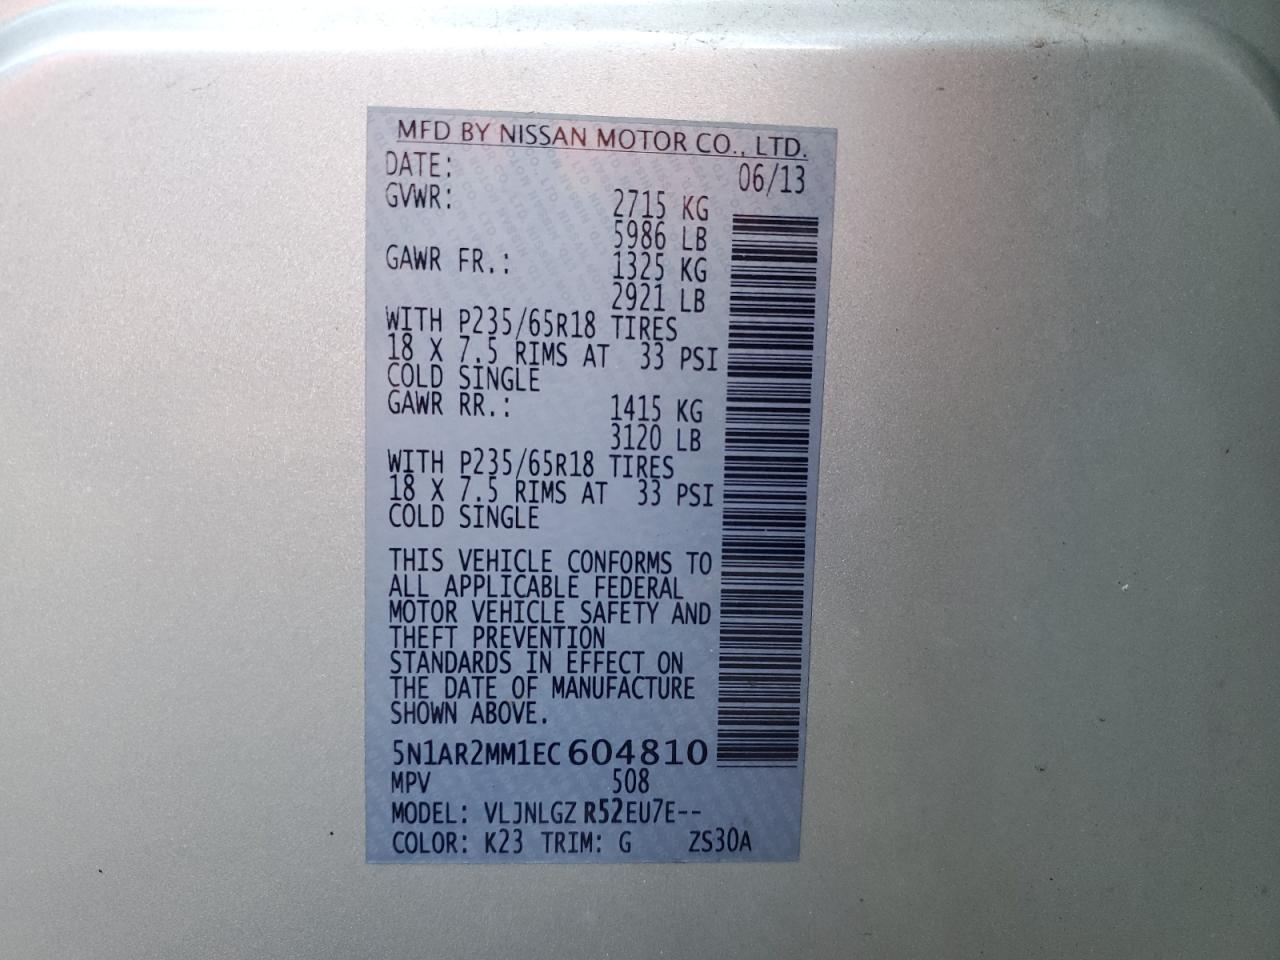 MFD BY NISSAN MOTOR CO., LTD.
DATE: 06/13
GVWR: 2715 KG
5986 LB
GAWR FR.: 1325 KG
2921 LB
WITH P235/65R18 TIRES
18 X 7.5 RIMS AT 33 PSI
COLD SINGLE
GAWR RR.: 1415 KG
3120 LB
WITH P235/65R18 TIRES
18 X 7.5 RIMS AT 33 PSI
COLD SINGLE
THIS VEHICLE CONFORMS TO
ALL APPLICABLE FEDERAL
MOTOR VEHICLE SAFETY AND
THEFT PREVENTION
STANDARDS IN EFFECT ON
THE DATE OF MANUFACTURE
SHOWN ABOVE.
5N1AR2MM1EC604810
MPV 508
MODEL: VLJNLGZ R52EU7E--
COLOR: K23 TRIM: G ZS30A